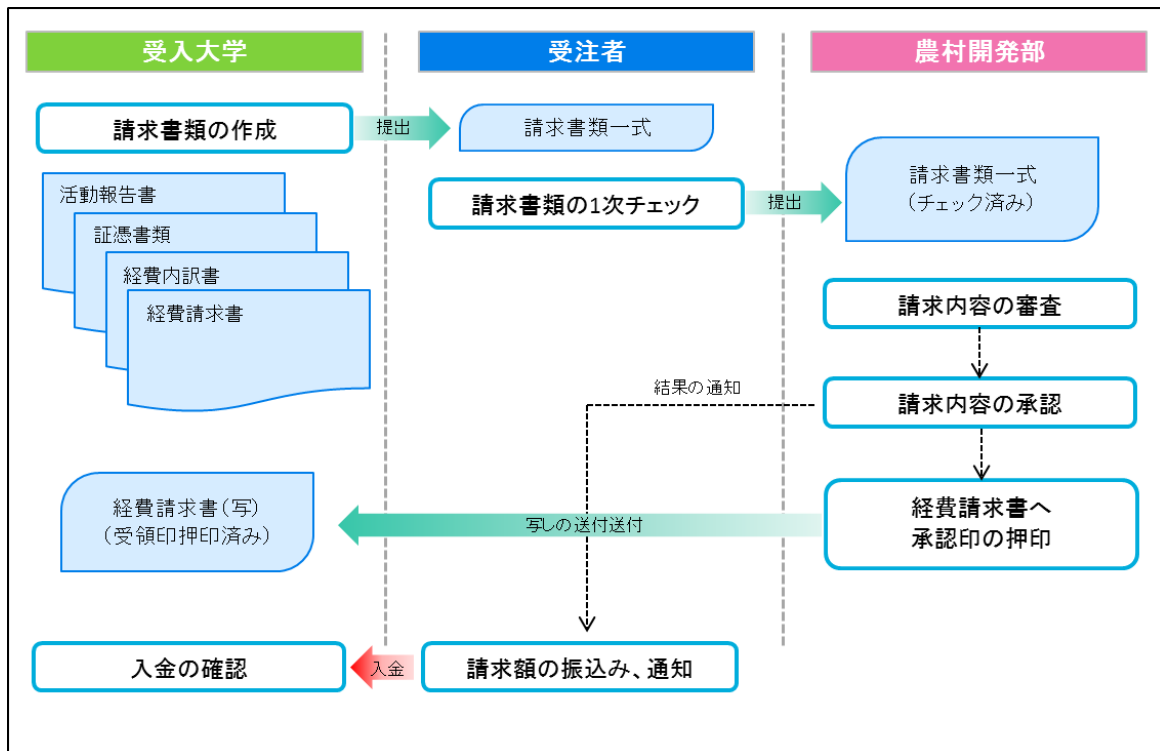 受入大学
受注者
農村開発部
請求書類の作成
提出
請求書類一式
活動報告書
証憑書類
経費内訳書
経費請求書
請求書類の1次チェック
提出
請求書類一式
（チェック済み）
請求内容の審査
結果の通知
請求内容の承認
経費請求書（写）
（受領印押印済み）
写しの送付送付
経費請求書へ
承認印の押印
入金の確認
入金
請求額の振込み、通知